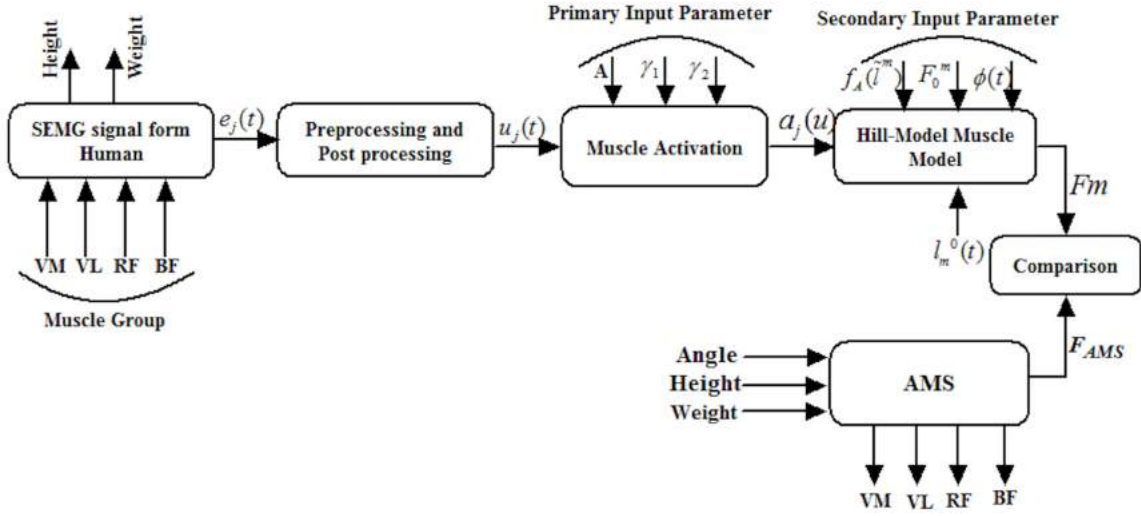 Primary Input Parameter
Secondary Input Parameter
Height
Weight
A γ₁ γ₂
f_A(l̃^m) F₀^m ϕ(t)
SEMG signal form
Human
e_j(t)
Preprocessing and
Post processing
u_j(t)
Muscle Activation
a_j(u)
Hill-Model Muscle
Model
Fm
VM VL RF BF
Muscle Group
l_m^0(t)
Comparison
F_AMS
Angle
Height
Weight
AMS
VM VL RF BF